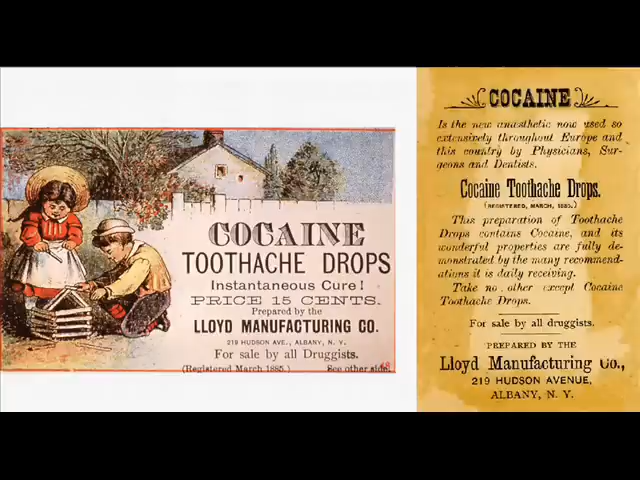 COCAINE
TOOTHACHE DROPS
Instantaneous Cure!
PRICE 15 CENTS.
Prepared by the
LLOYD MANUFACTURING CO.
219 HUDSON AVE., ALBANY, N. Y.
For sale by all Druggists.
(Registered March 1885.) See other side.
COCAINE
Is the new anæsthetic now used so
extensively throughout Europe and
this country by Physicians, Sur-
geons and Dentists.
Cocaine Toothache Drops.
(REGISTERED, MARCH, 1885.)
This preparation of Toothache
Drops contains Cocaine, and its
wonderful properties are fully de-
monstrated by the many recommend-
ations it is daily receiving.
Take no other except Cocaine
Toothache Drops.
For sale by all druggists.
PREPARED BY THE
Lloyd Manufacturing Co.,
219 HUDSON AVENUE,
ALBANY, N. Y.